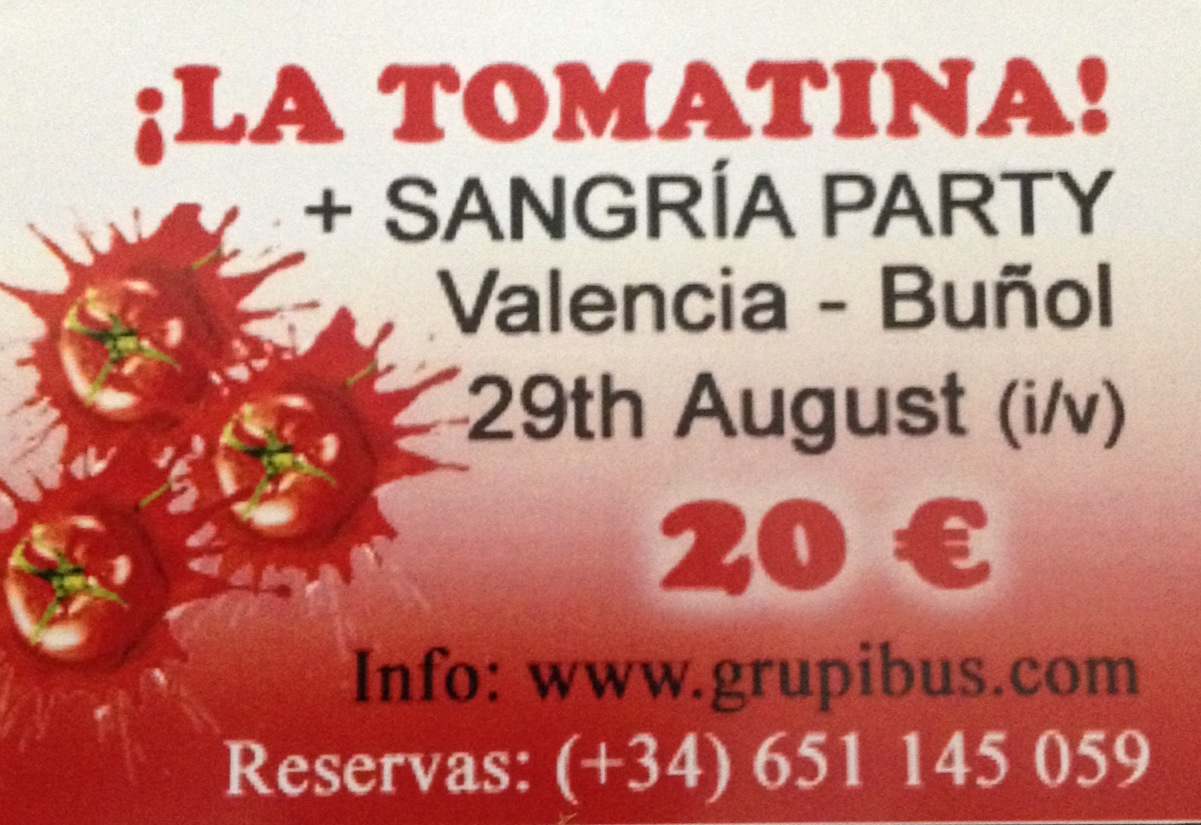 ¡LA TOMATINA!
+ SANGRÍA PARTY
Valencia - Buñol
29th August (i/v)
20 €
Info: www.grupibus.com
Reservas: (+34) 651 145 059